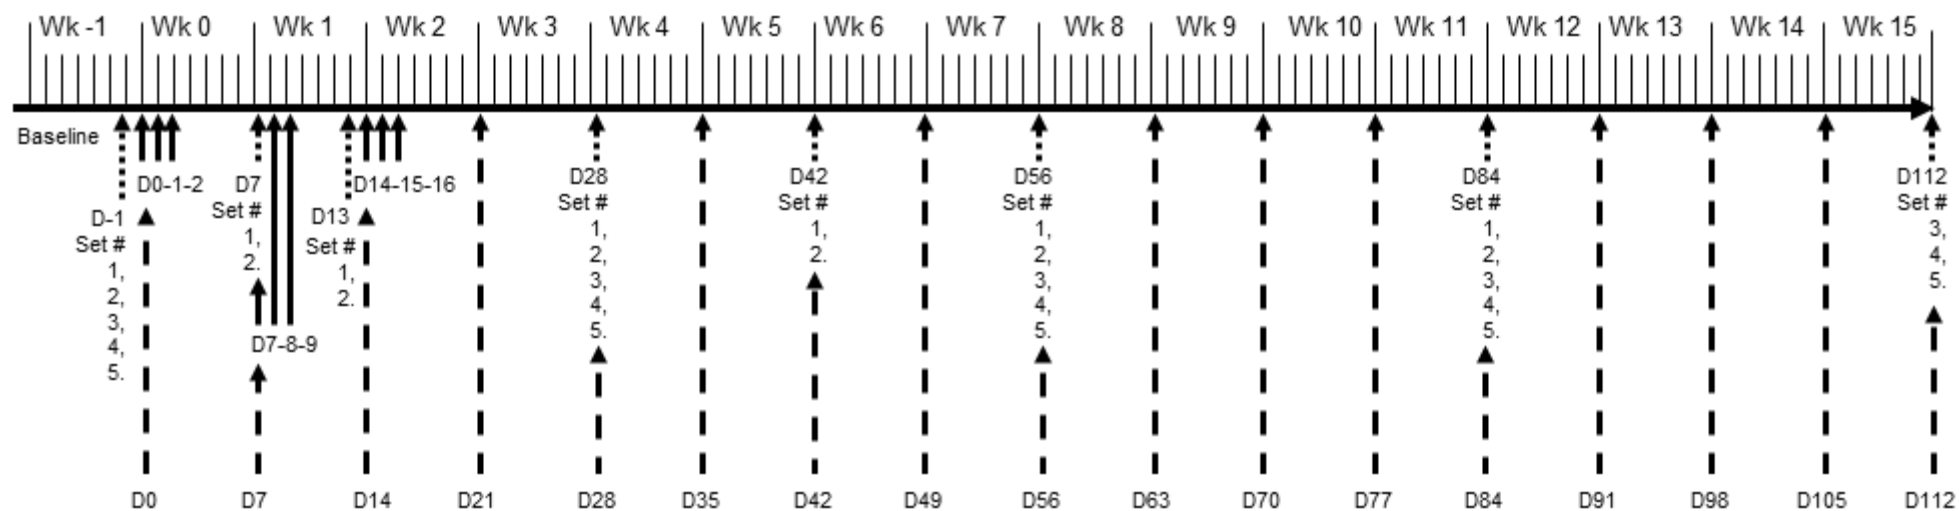 Wk -1 Wk 0 Wk 1 Wk 2 Wk 3 Wk 4 Wk 5 Wk 6 Wk 7 Wk 8 Wk 9 Wk 10 Wk 11 Wk 12 Wk 13 Wk 14 Wk 15
Baseline
D-1
Set #
1,
2,
3,
4,
5.
D0-1-2
D7
Set #
1,
2.
D7-8-9
D13
Set #
1,
2.
D14-15-16
D28
Set #
1,
2,
3,
4,
5.
D42
Set #
1,
2.
D56
Set #
1,
2,
3,
4,
5.
D84
Set #
1,
2,
3,
4,
5.
D112
Set #
3,
4,
5.
D0 D7 D14 D21 D28 D35 D42 D49 D56 D63 D70 D77 D84 D91 D98 D105 D112